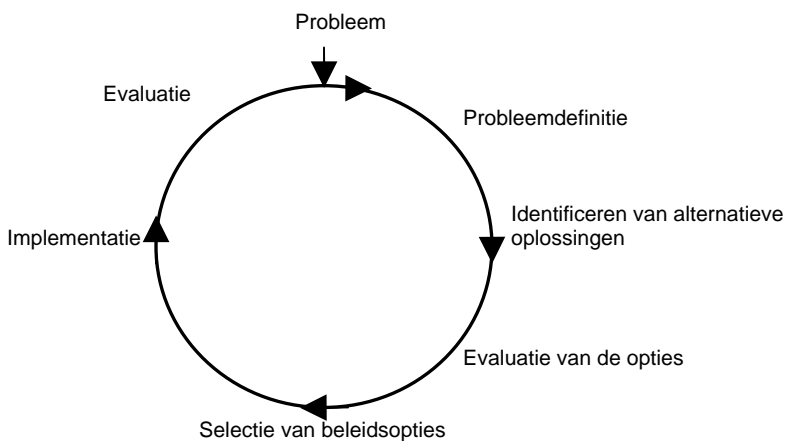 Probleem
Probleemdefinitie
Identificeren van alternatieve
oplossingen
Evaluatie van de opties
Selectie van beleidsopties
Implementatie
Evaluatie